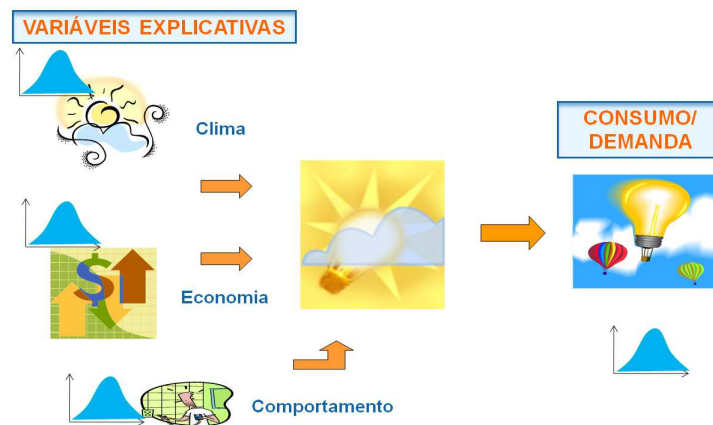 VARIÁVEIS EXPLICATIVAS
Clima
CONSUMO/
DEMANDA
Economia
Comportamento